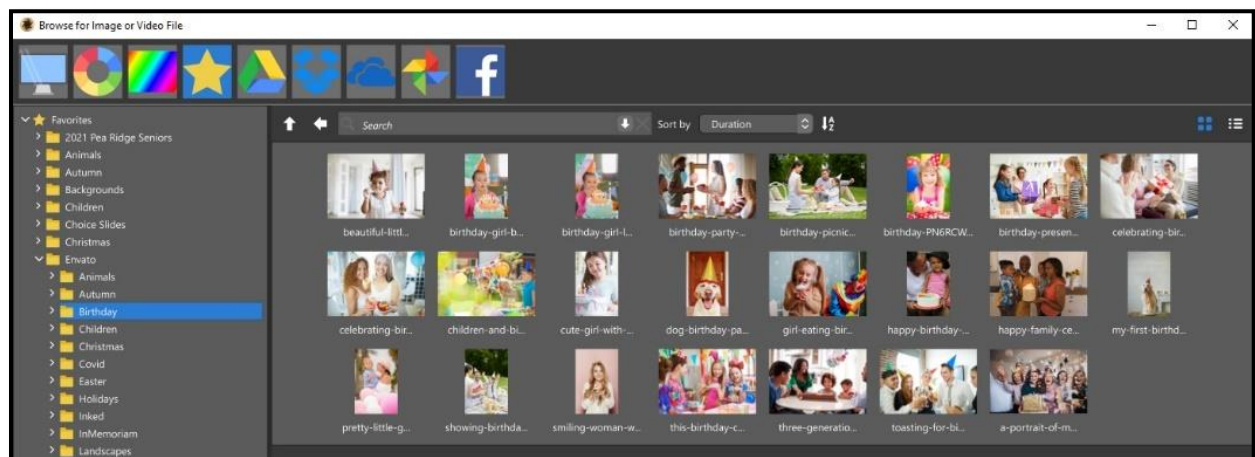 Browse for Image or Video File
f
Favorites
2021 Pea Ridge Seniors
Animals
Autumn
Backgrounds
Children
Choice Slides
Christmas
Envato
Animals
Autumn
Birthday
Children
Christmas
Covid
Easter
Holidays
Inked
InMemoriam
Landscapes
Search
Sort by Duration
beautiful-littl... birthday-girl-b... birthday-girl-l... birthday-party-... birthday-picnic... birthday-PN6RCW... birthday-presen... celebrating-bir...
celebrating-bir... children-and-bi... cute-girl-with-... dog-birthday-pa... girl-eating-bir... happy-birthday-... happy-family-ce... my-first-birthd...
pretty-little-g... showing-birthda... smiling-woman-w... this-birthday-c... three-generatio... toasting-for-bi... a-portrait-of-m...